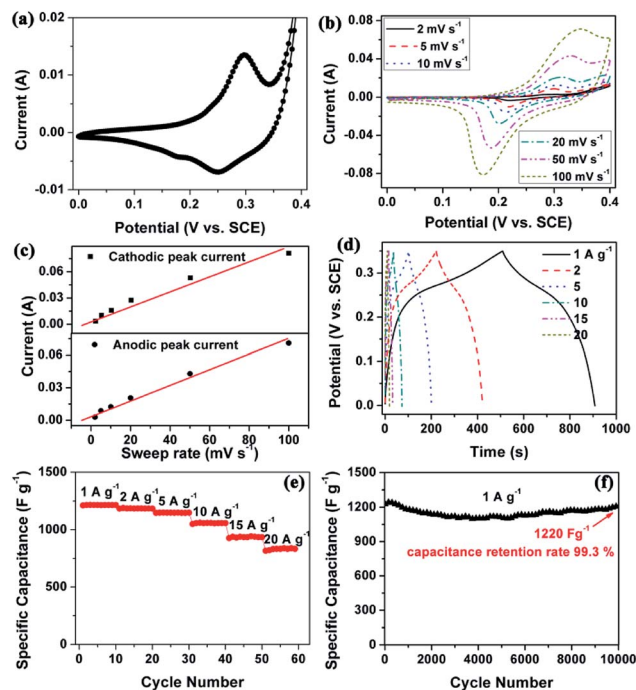 (a)
0.02
0.01
0.00
-0.01
Current (A)
0.0 0.1 0.2 0.3 0.4
Potential (V vs. SCE)
(b)
2 mV s-1
5 mV s-1
10 mV s-1
20 mV s-1
50 mV s-1
100 mV s-1
0.08
0.04
0.00
-0.04
-0.08
Current (A)
0.0 0.1 0.2 0.3 0.4
Potential (V vs. SCE)
(c)
Cathodic peak current
0.06
0.03
0.00
Anodic peak current
0.06
0.03
0.00
Current (A)
0 20 40 60 80 100
Sweep rate (mV s-1)
(d)
1 A g-1
2
5
10
15
20
0.3
0.2
0.1
0.0
Potential (V vs. SCE)
0 200 400 600 800 1000
Time (s)
(e)
1 A g-1 2 A g-1 5 A g-1
10 A g-1
15 A g-1
20 A g-1
1500
1250
1000
750
500
250
0
Specific Capacitance (F g-1)
0 10 20 30 40 50 60
Cycle Number
(f)
1 A g-1
1220 Fg-1
capacitance retention rate 99.3 %
1500
1200
900
600
300
0
Specific Capacitance (F g-1)
0 2000 4000 6000 8000 10000
Cycle Number